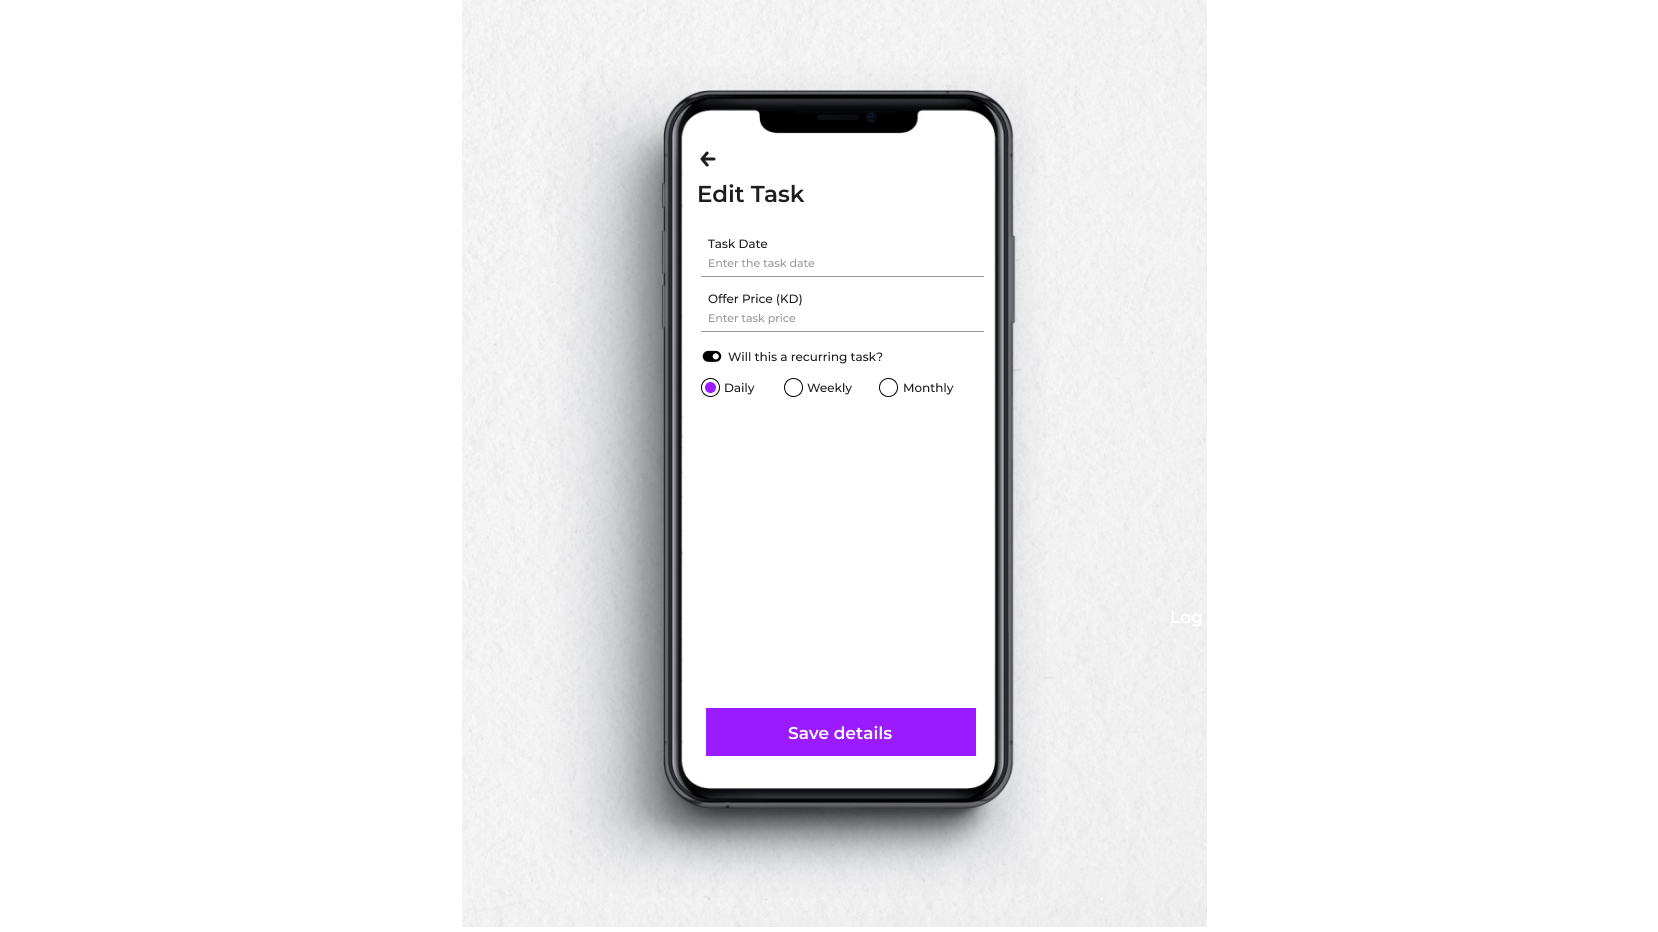 Edit Task
Task Date
Enter the task date
Offer Price (KD)
Enter task price
Will this a recurring task?
Daily Weekly Monthly
Log
Save details